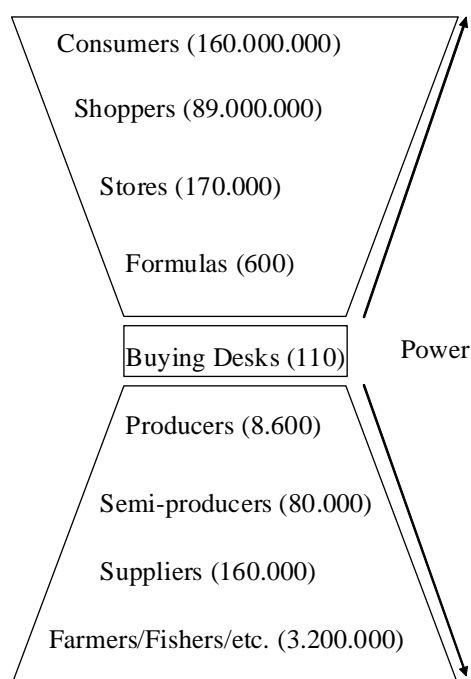 Consumers (160.000.000)
Shoppers (89.000.000)
Stores (170.000)
Formulas (600)
Buying Desks (110)
Power
Producers (8.600)
Semi-producers (80.000)
Suppliers (160.000)
Farmers/Fishers/etc. (3.200.000)